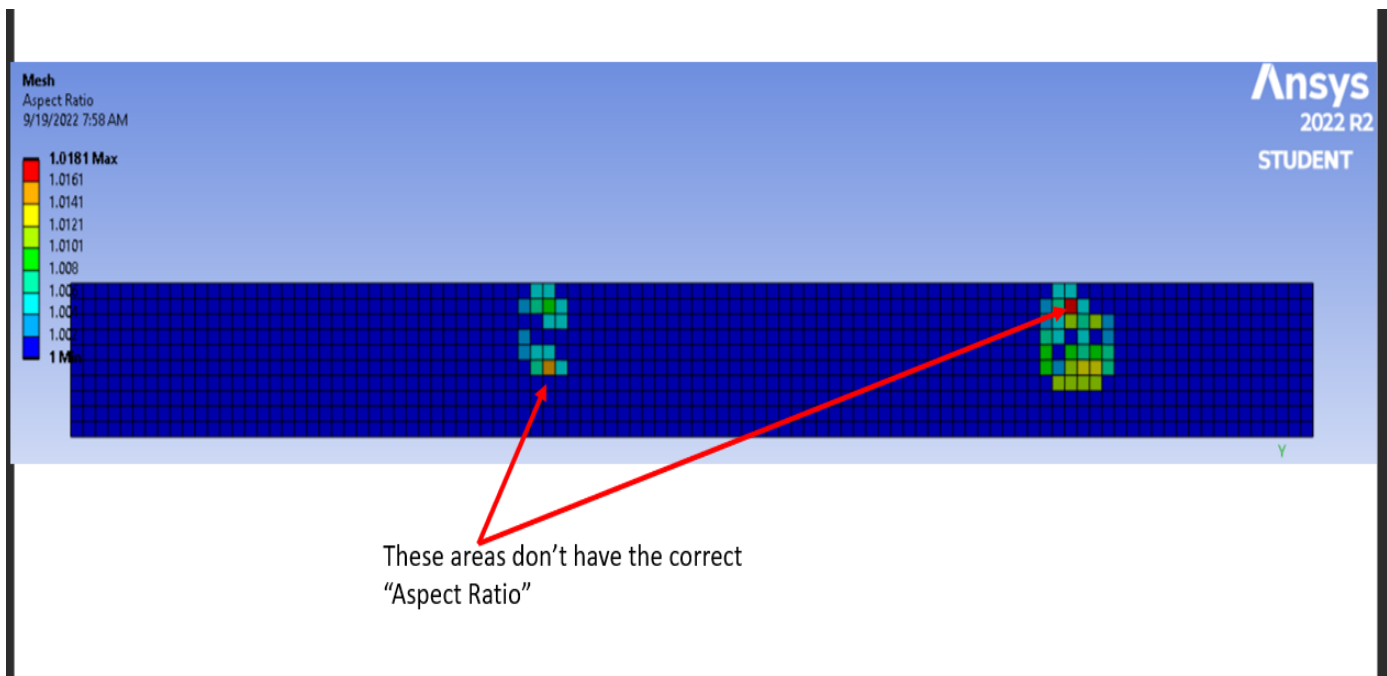 Mesh
Aspect Ratio
9/19/2022 7:58 AM
Ansys
2022 R2
STUDENT
1.0181 Max
1.0161
1.0141
1.0121
1.0101
1.008
1 
Y
These areas don’t have the correct
“Aspect Ratio”